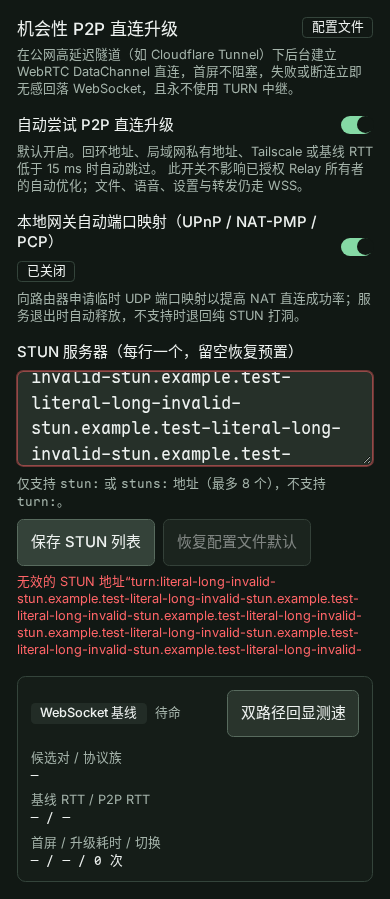 机会性 P2P 直连升级
配置文件
在公网高延迟隧道（如 Cloudflare Tunnel）下后台建立
WebRTC DataChannel 直连，首屏不阻塞，失败或断连立即
无感回落 WebSocket，且永不使用 TURN 中继。
自动尝试 P2P 直连升级
默认开启。回环地址、局域网私有地址、Tailscale 或基线 RTT
低于 15 ms 时自动跳过。 此开关不影响已授权 Relay 所有者
的自动优化；文件、语音、设置与转发仍走 WSS。
本地网关自动端口映射（UPnP / NAT-PMP /
PCP）
已关闭
向路由器申请临时 UDP 端口映射以提高 NAT 直连成功率；服
务退出时自动释放，不支持时退回纯 STUN 打洞。
STUN 服务器（每行一个，留空恢复预置）
invalid-stun.example.test-
literal-long-invalid-
stun.example.test-literal-long-
invalid-stun.example.test-
仅支持 stun: 或 stuns: 地址（最多 8 个），不支持
turn:。
保存 STUN 列表
恢复配置文件默认
无效的 STUN 地址“turn:literal-long-invalid-
stun.example.test-literal-long-invalid-stun.example.test-
literal-long-invalid-stun.example.test-literal-long-invalid-
stun.example.test-literal-long-invalid-stun.example.test-
literal-long-invalid-stun.example.test-literal-long-invalid-
WebSocket 基线
待命
双路径回显测速
候选对 / 协议族
—
基线 RTT / P2P RTT
— / —
首屏 / 升级耗时 / 切换
— / — / 0 次